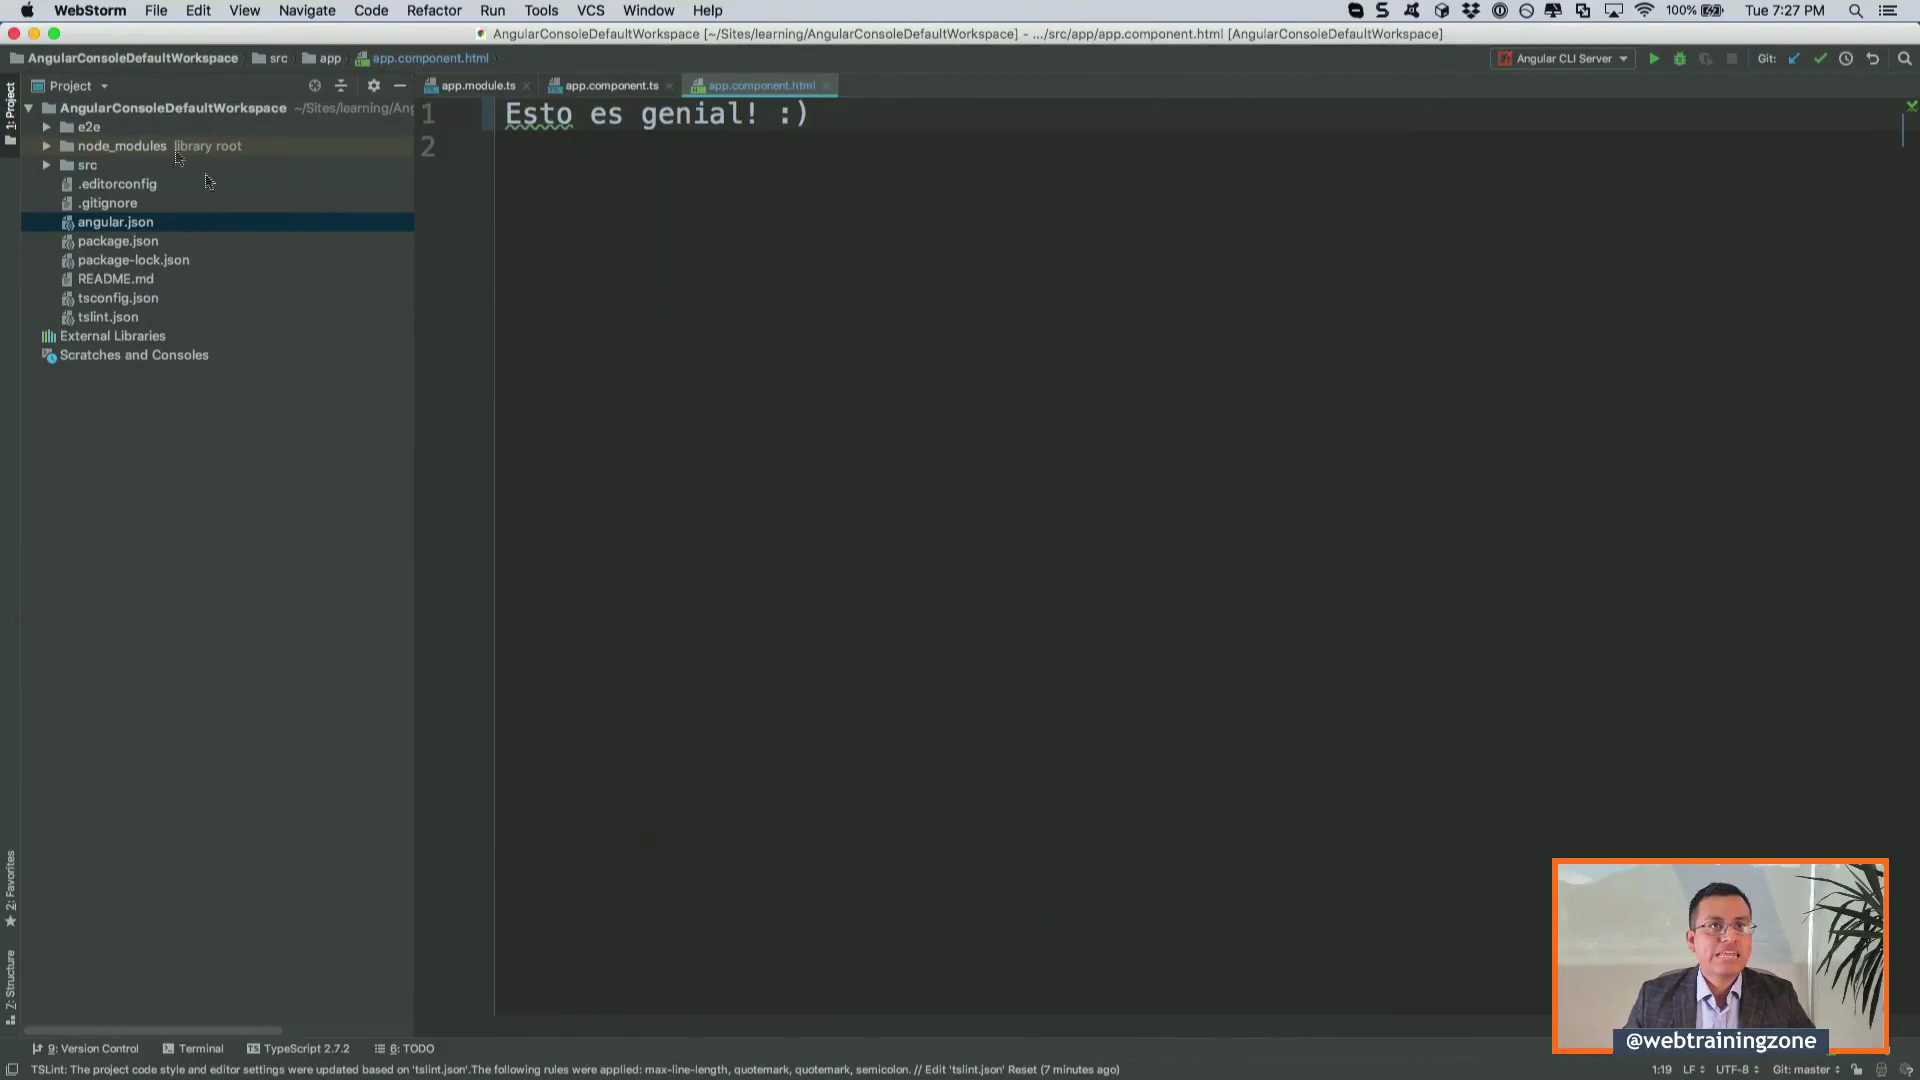 WebStorm File Edit View Navigate Code Refactor Run Tools VCS Window Help 100% Tue 7:27 PM
AngularConsoleDefaultWorkspace [~/Sites/learning/AngularConsoleDefaultWorkspace] - .../src/app/app.component.html [AngularConsoleDefaultWorkspace]
AngularConsoleDefaultWorkspace src app app.component.html Angular CLI Server Git:
1: Project
Project
app.module.ts app.component.ts app.component.html
AngularConsoleDefaultWorkspace ~/Sites/learning/Ang
e2e
node_modules library root
src
.editorconfig
.gitignore
angular.json
package.json
package-lock.json
README.md
tsconfig.json
tslint.json
External Libraries
Scratches and Consoles
1 Esto es genial! :)
2
2: Favorites
7: Structure
@webtrainingzone
9: Version Control Terminal TypeScript 2.7.2 6: TODO
TSLint: The project code style and editor settings were updated based on 'tslint.json'.The following rules were applied: max-line-length, quotemark, quotemark, semicolon. // Edit 'tslint.json' Reset (7 minutes ago) 1:19 LF UTF-8 Git: master